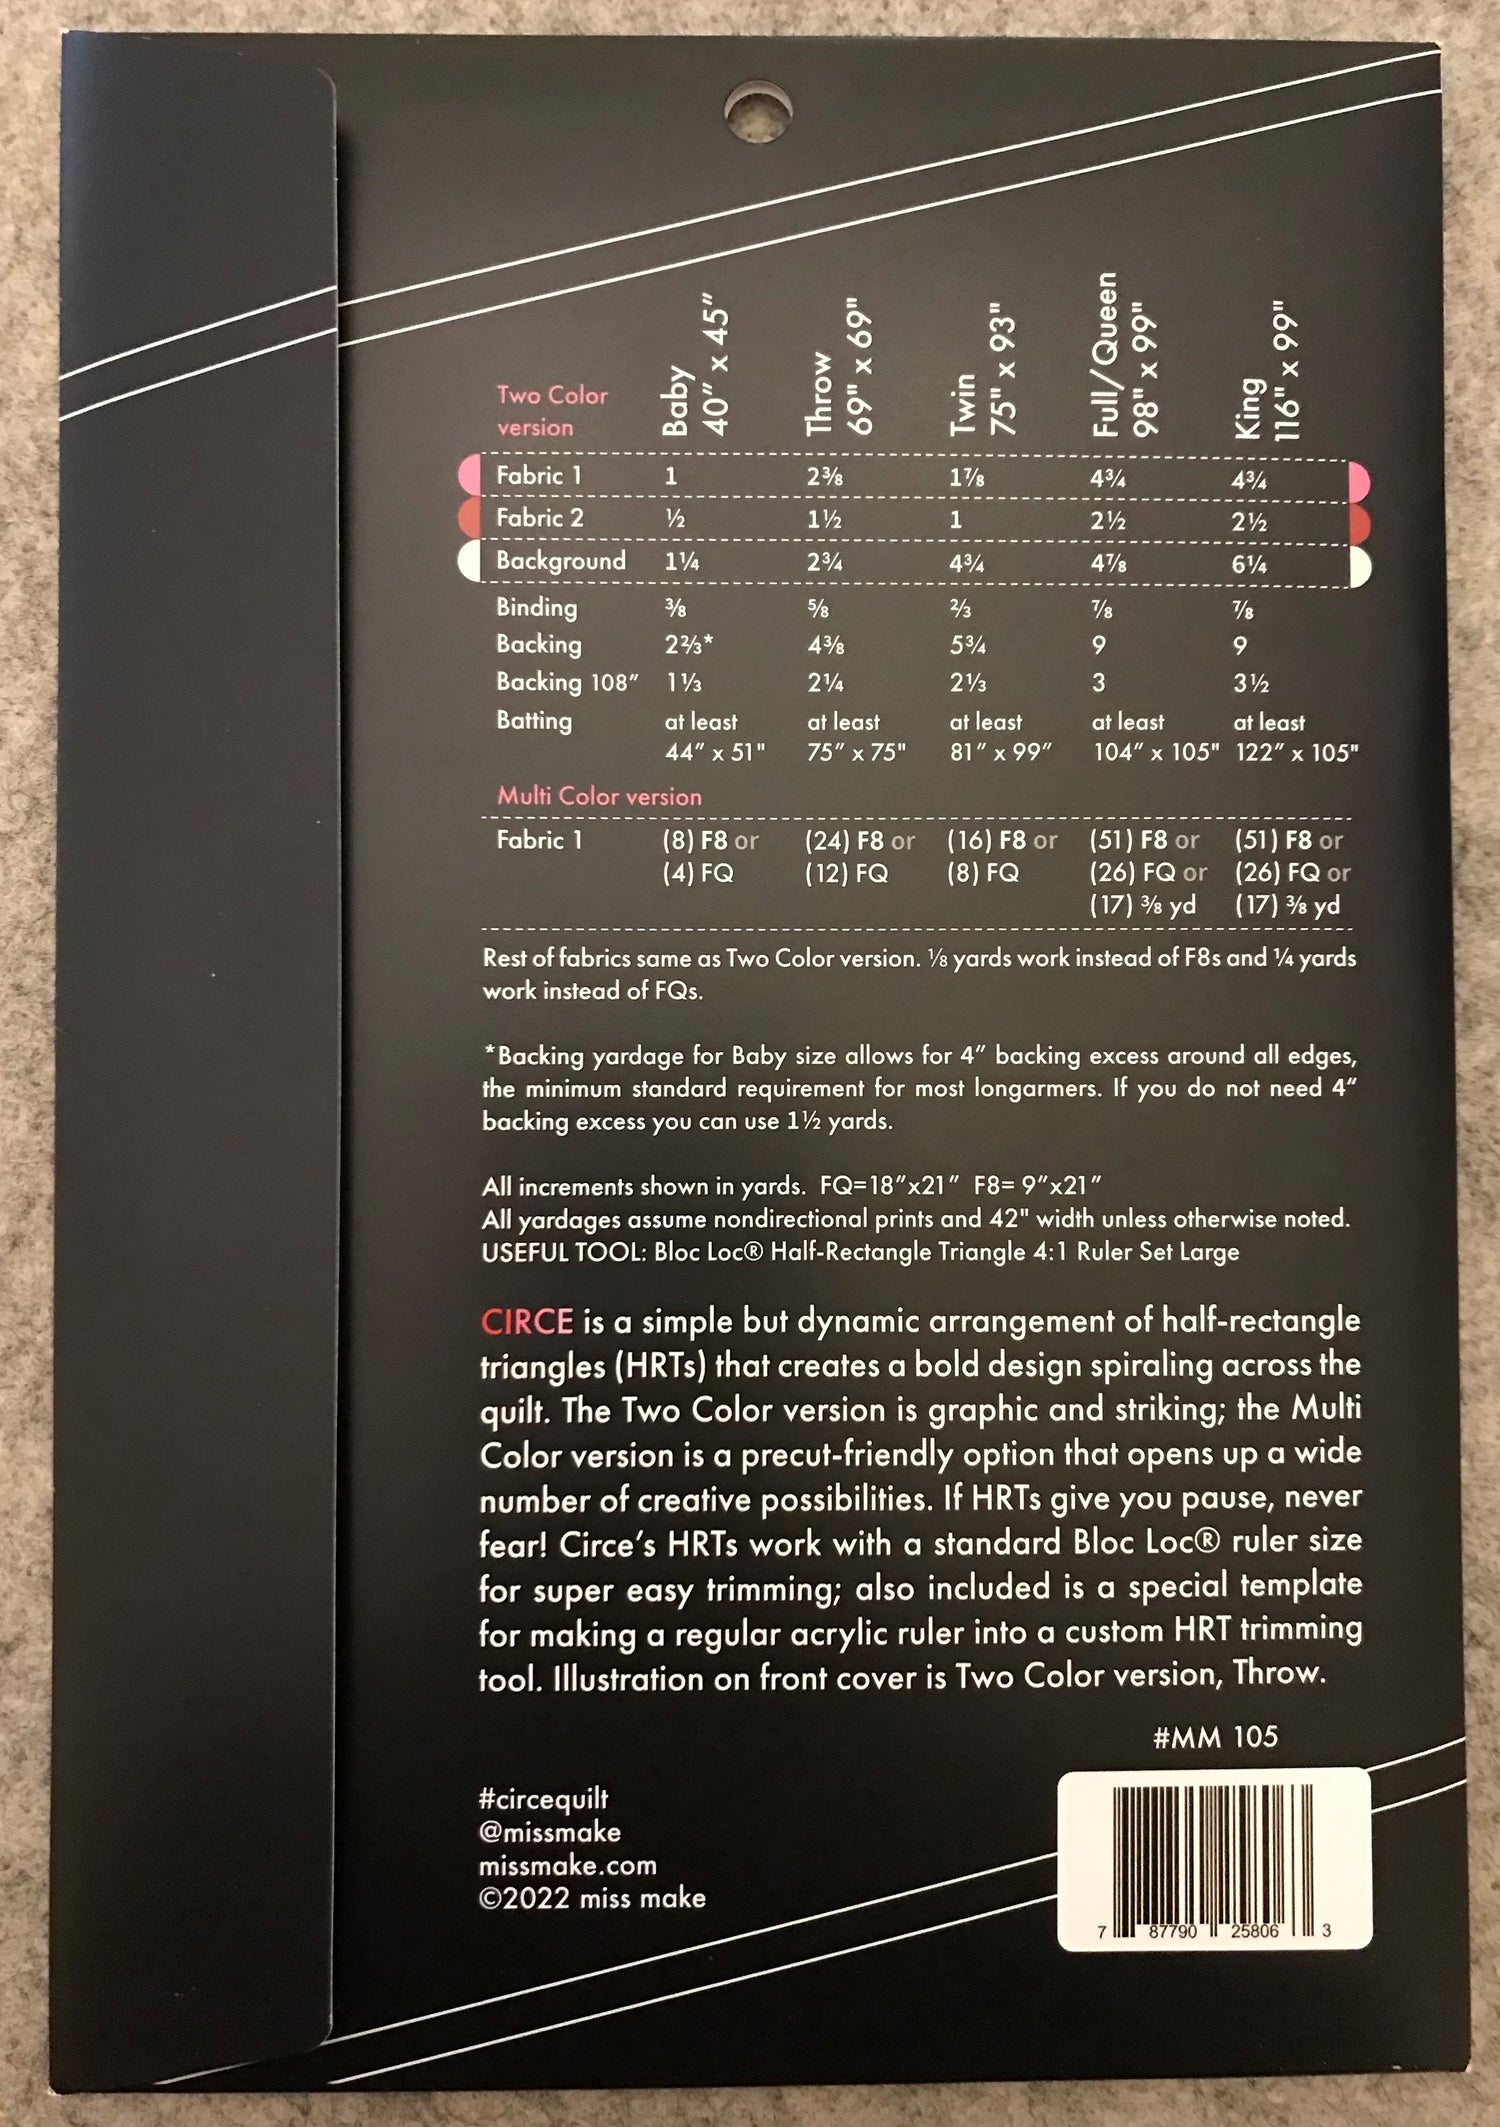 Two Color
version
Baby
40″ x 45″
Throw
69" x 69"
Twin
75" x 93"
Full/Queen
98" x 99"
King
116" x 99"
Fabric 1 1 2⅜ 1⅞ 4¾ 4¾
Fabric 2 ½ 1½ 1 2½ 2½
Background 1¼ 2¾ 4¾ 4⅞ 6¼
Binding ⅜ ⅝ ⅔ ⅞ ⅞
Backing 2⅔* 4⅜ 5¾ 9 9
Backing 108″ 1⅓ 2¼ 2⅓ 3 3½
Batting at least at least at least at least at least
44″ x 51" 75″ x 75" 81″ x 99″ 104″ x 105" 122″ x 105"
Multi Color version
Fabric 1 (8) F8 or (24) F8 or (16) F8 or (51) F8 or (51) F8 or
(4) FQ (12) FQ (8) FQ (26) FQ or (26) FQ or
(17) ⅜ yd (17) ⅜ yd
Rest of fabrics same as Two Color version. ⅛ yards work instead of F8s and ¼ yards
work instead of FQs.
*Backing yardage for Baby size allows for 4″ backing excess around all edges,
the minimum standard requirement for most longarmers. If you do not need 4″
backing excess you can use 1½ yards.
All increments shown in yards. FQ=18″x21″ F8= 9″x21″
All yardages assume nondirectional prints and 42" width unless otherwise noted.
USEFUL TOOL: Bloc Loc® Half-Rectangle Triangle 4:1 Ruler Set Large
CIRCE is a simple but dynamic arrangement of half-rectangle
triangles (HRTs) that creates a bold design spiraling across the
quilt. The Two Color version is graphic and striking; the Multi
Color version is a precut-friendly option that opens up a wide
number of creative possibilities. If HRTs give you pause, never
fear! Circe’s HRTs work with a standard Bloc Loc® ruler size
for super easy trimming; also included is a special template
for making a regular acrylic ruler into a custom HRT trimming
tool. Illustration on front cover is Two Color version, Throw.
#MM 105
#circequilt
@missmake
missmake.com
©2022 miss make
7 87790 25806 3